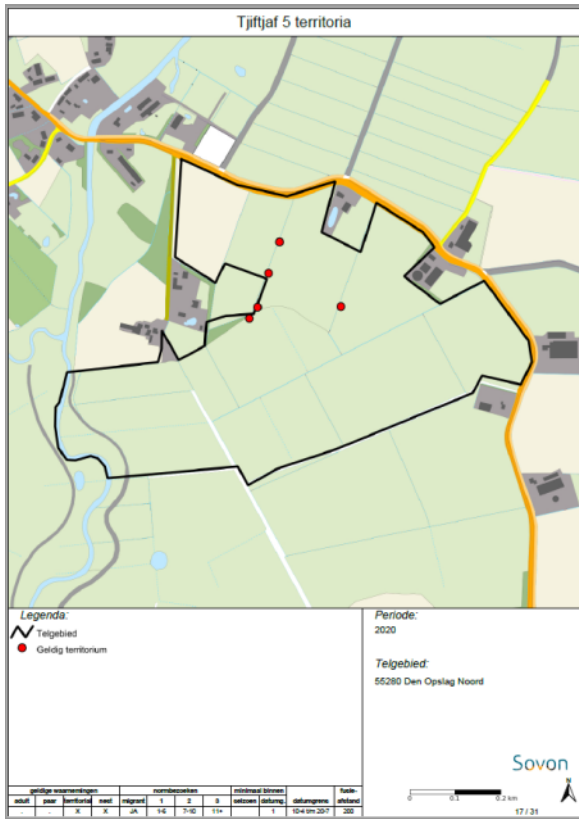 Tjiftjaf 5 territoria
Legenda:
Telgebied
Geldig territorium
Periode:
2020
Telgebied:
55280 Den Opslag Noord
Sovon
0 0.1 0.2 km
N
17 / 31
geldige waarnemingen normbezoeken minimaal binnen fusie-
adult paar territoriaal nest migrant 1 2 3 seizoen datumg. datumgrens afstand
. . X X JA 1-6 7-10 11+ 1 10-4 t/m 20-7 200